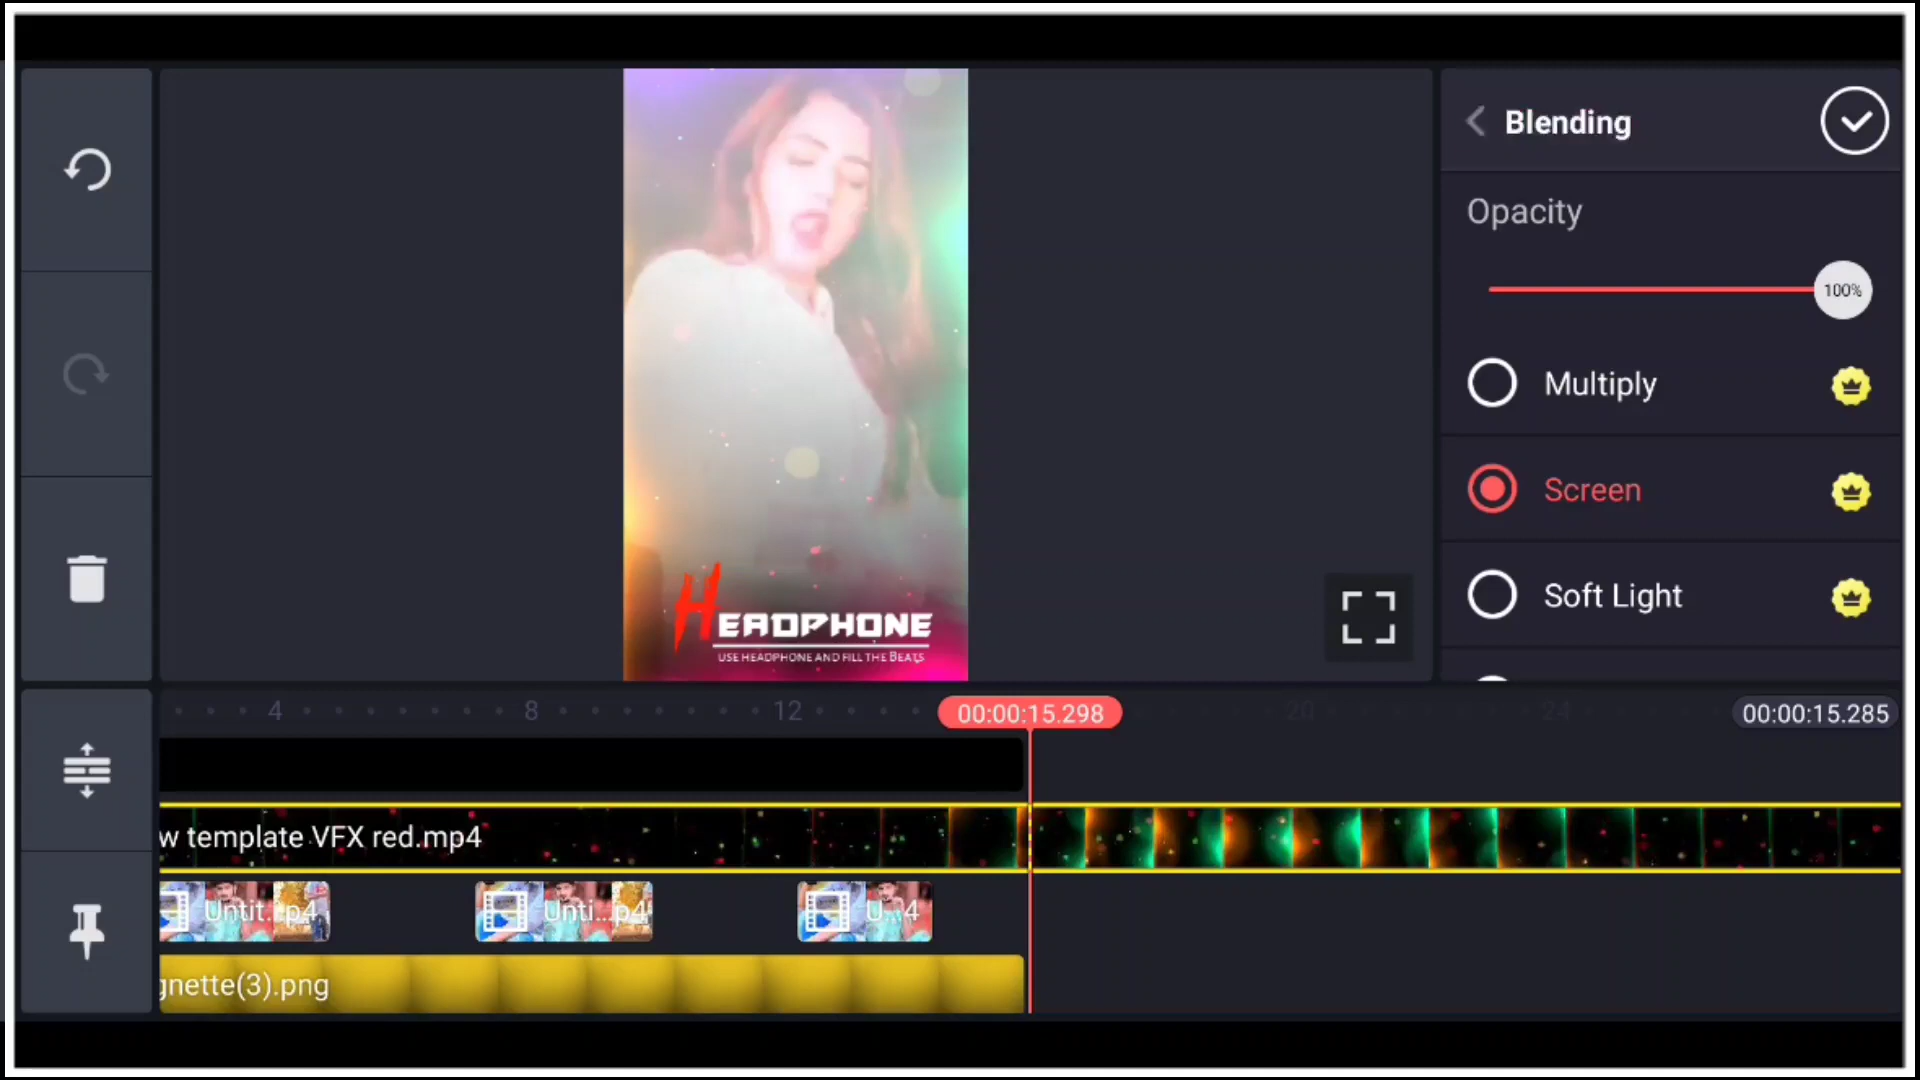 Blending
Opacity
100%
Multiply
Screen
Soft Light
HEADPHONE
USE HEADPHONE AND FILL THE BEATS
4
8
12
00:00:15.298
20
24
00:00:15.285
w template VFX red.mp4
Untit..p4
Unti...p4
U...4
gnette(3).png